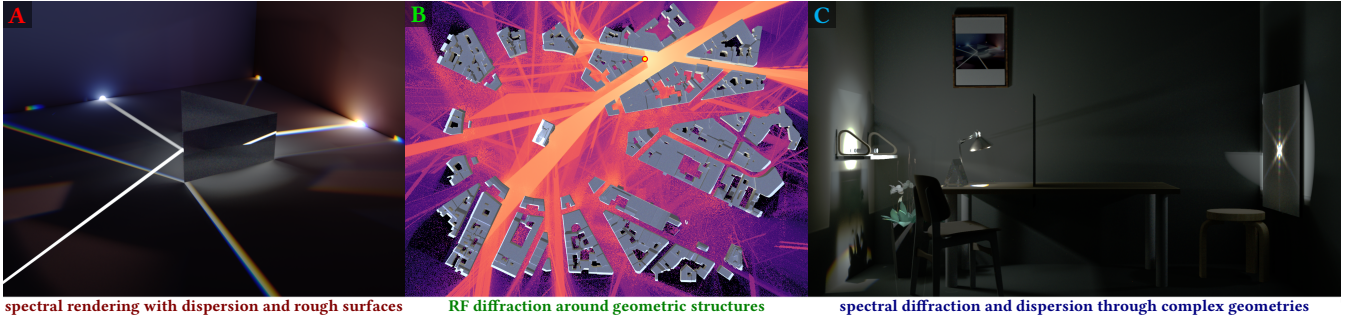 A
B
C
spectral rendering with dispersion and rough surfaces
RF diffraction around geometric structures
spectral diffraction and dispersion through complex geometries